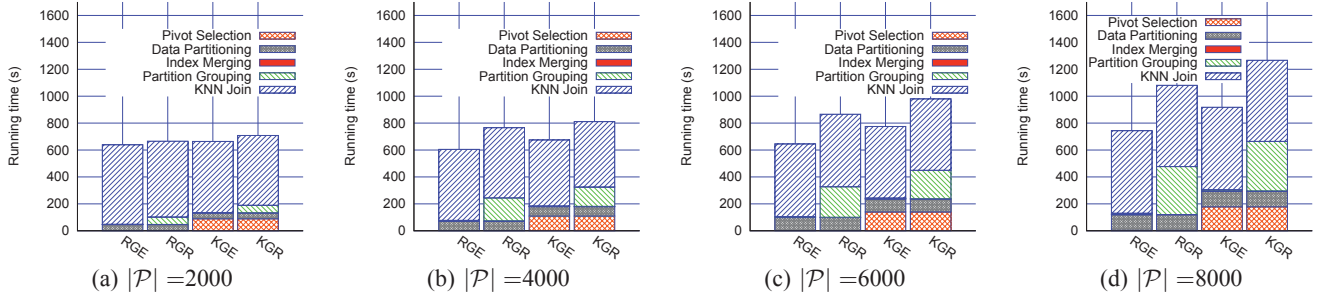 Running time (s)
1600
1400
1200
1000
800
600
400
200
0
Pivot Selection
Data Partitioning
Index Merging
Partition Grouping
KNN Join
RGE
RGR
KGE
KGR
(a) |𝒫| =2000
Running time (s)
1600
1400
1200
1000
800
600
400
200
0
Pivot Selection
Data Partitioning
Index Merging
Partition Grouping
KNN Join
RGE
RGR
KGE
KGR
(b) |𝒫| =4000
Running time (s)
1600
1400
1200
1000
800
600
400
200
0
Pivot Selection
Data Partitioning
Index Merging
Partition Grouping
KNN Join
RGE
RGR
KGE
KGR
(c) |𝒫| =6000
Running time (s)
1600
1400
1200
1000
800
600
400
200
0
Pivot Selection
Data Partitioning
Index Merging
Partition Grouping
KNN Join
RGE
RGR
KGE
KGR
(d) |𝒫| =8000